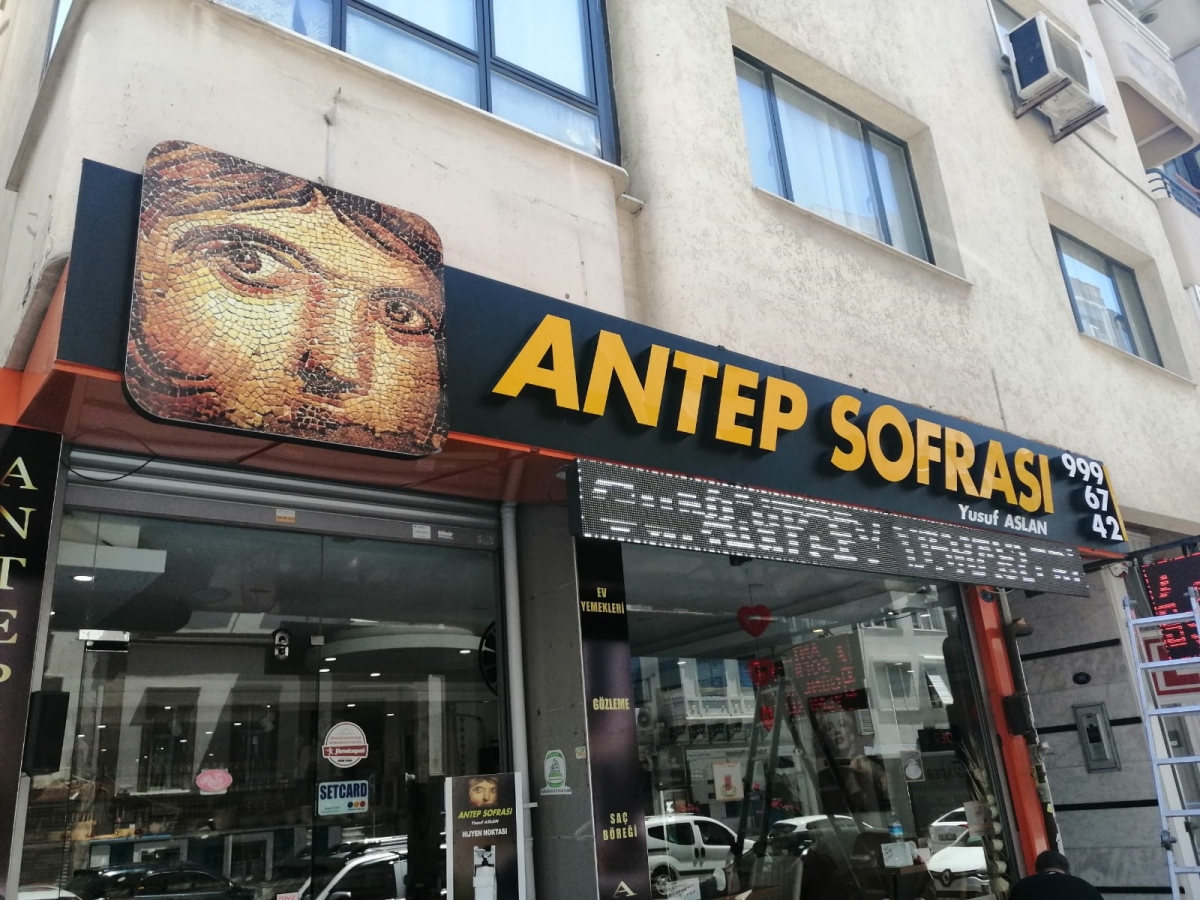 ANTEP SOFRASI
Yusuf ASLAN
999
67
42
ANTEP
EV
YEMEKLERİ
GÖZLEME
SAÇ
BÖREĞİ
A
SETCARD
ANTEP SOFRASI
Yusuf ASLAN
HİJYEN NOKTASI